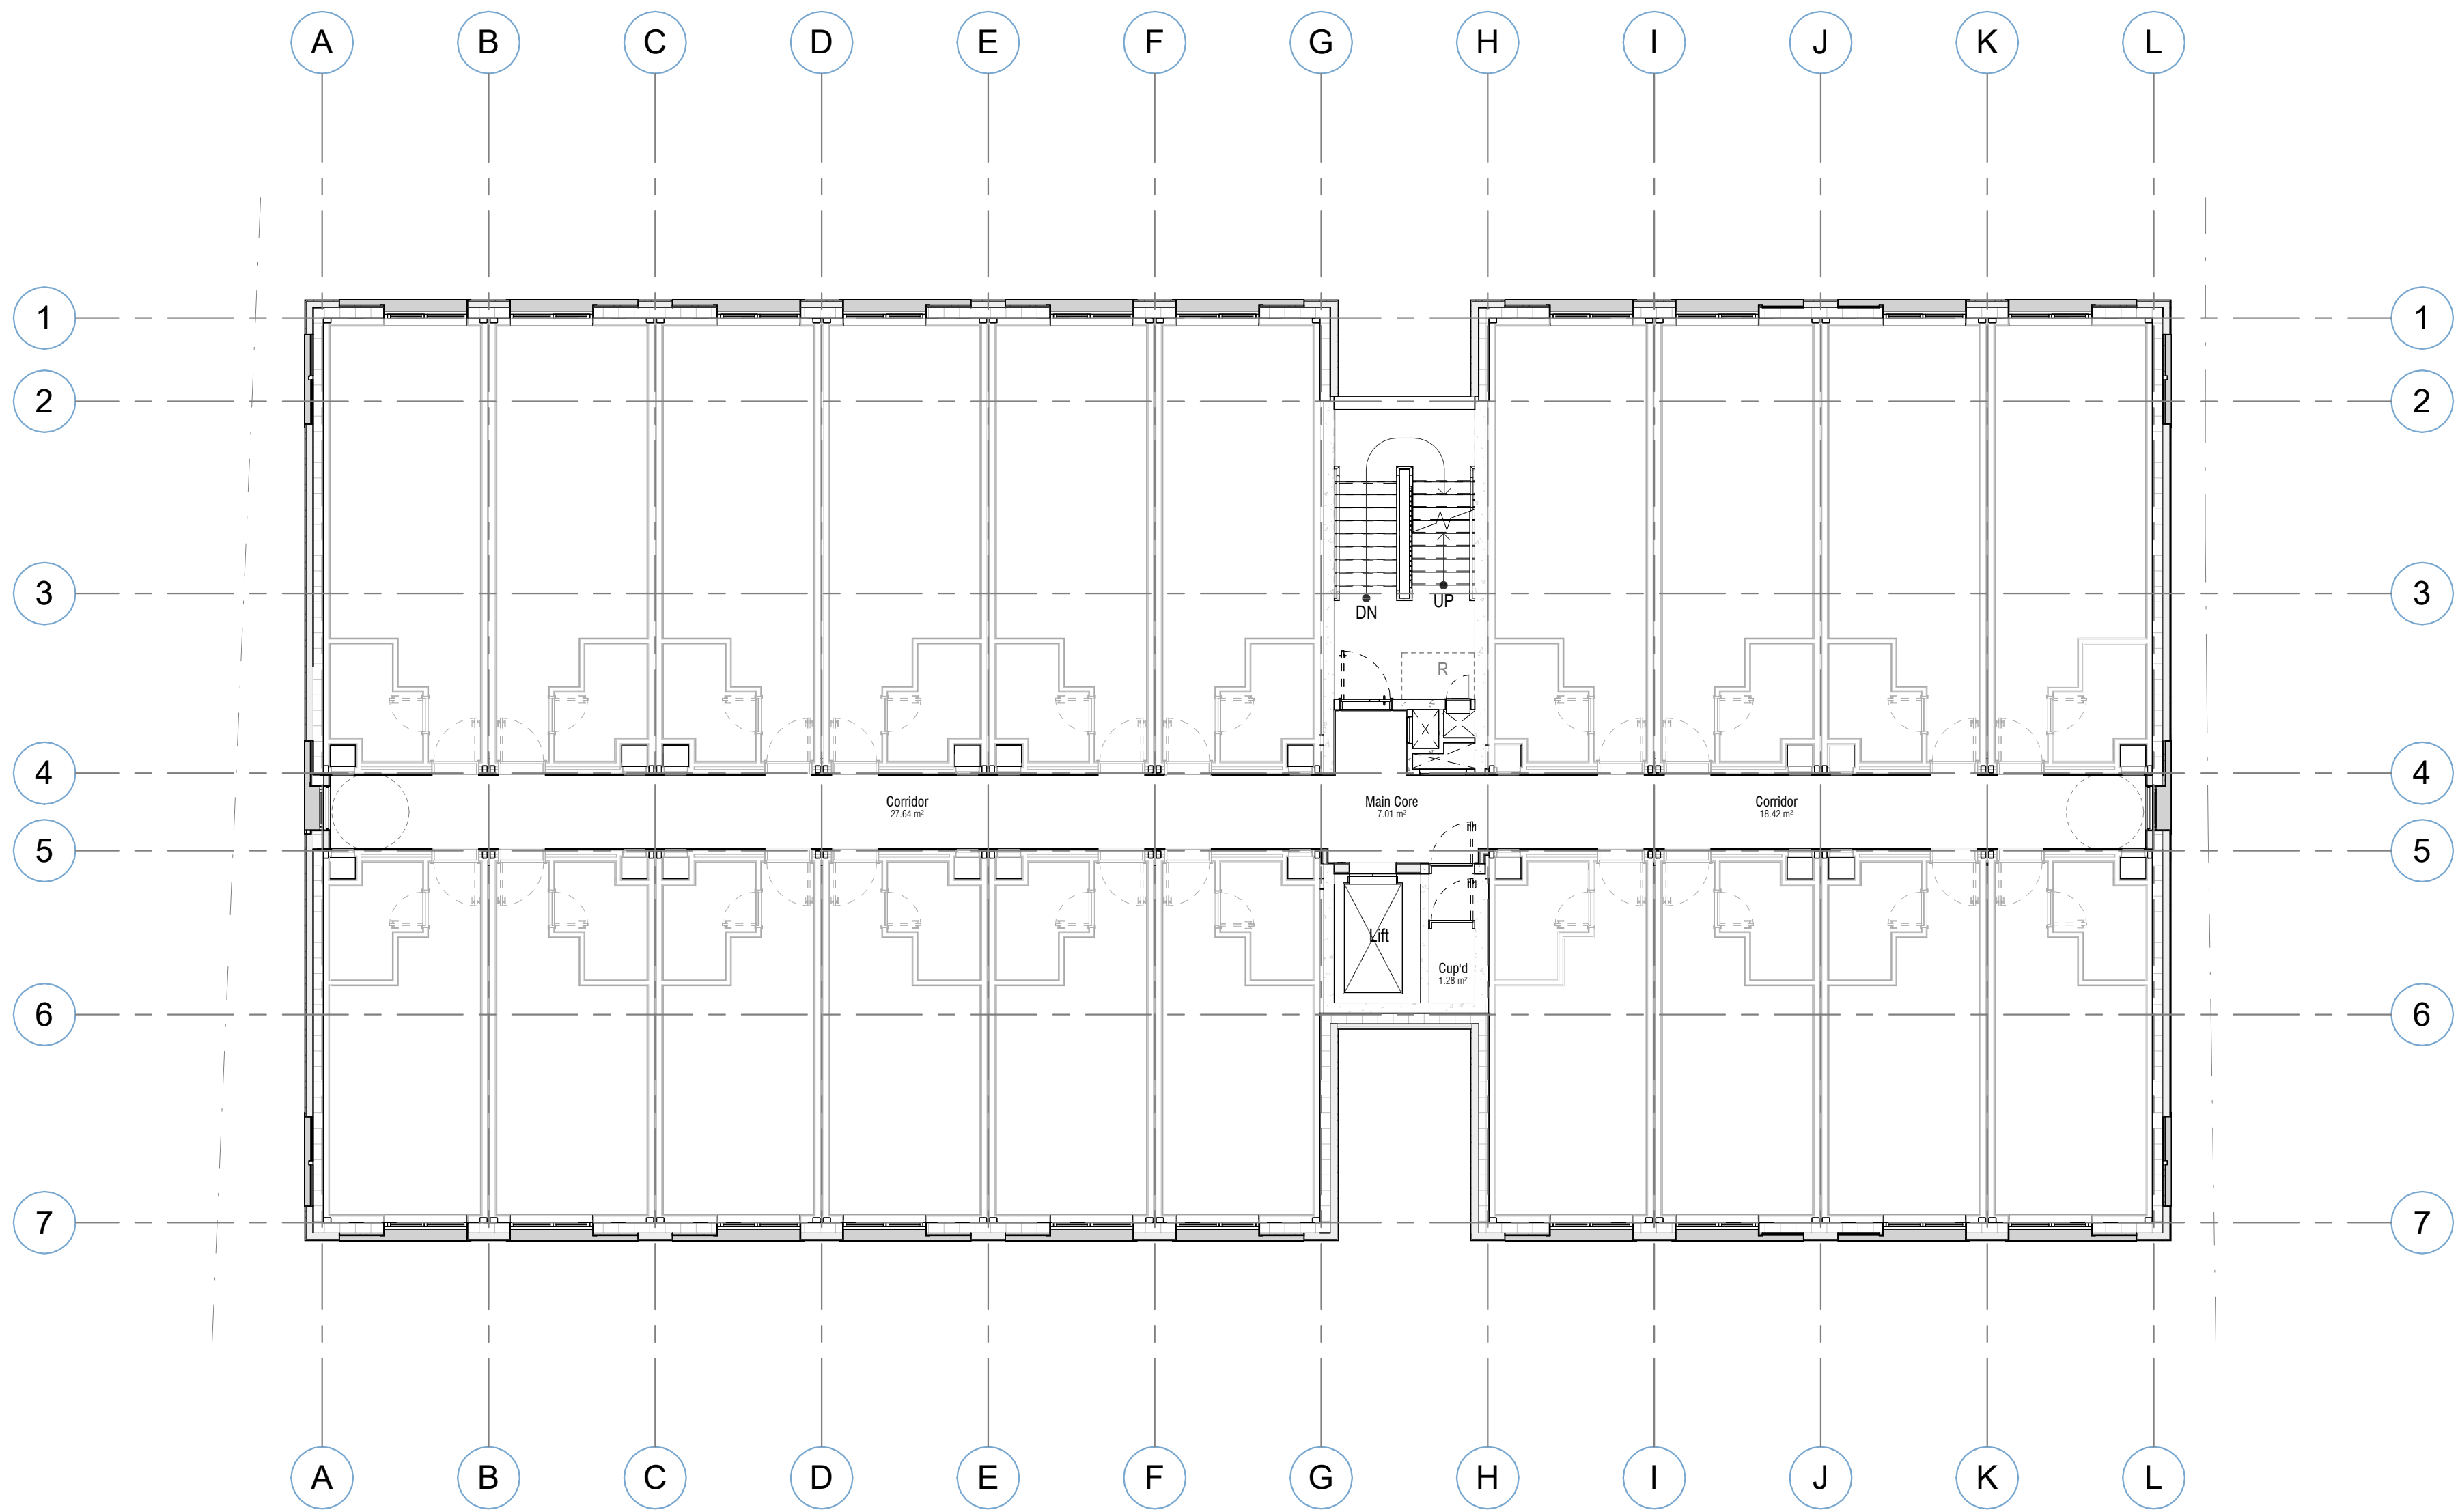 A B C D E F G H I J K L
1 1
2 2
3 3
DN UP
R
X
4 4
Corridor Main Core Corridor
27.64 m² 7.01 m² 18.42 m²
5 5
Lift
Cup'd
1.28 m²
6 6
7 7
A B C D E F G H I J K L